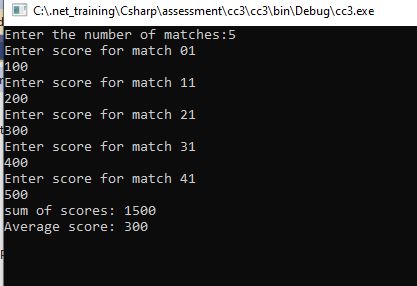 C:\.net_training\Csharp\assessment\cc3\cc3\bin\Debug\cc3.exe
Enter the number of matches:5
Enter score for match 01
100
Enter score for match 11
200
Enter score for match 21
300
Enter score for match 31
400
Enter score for match 41
500
sum of scores: 1500
Average score: 300